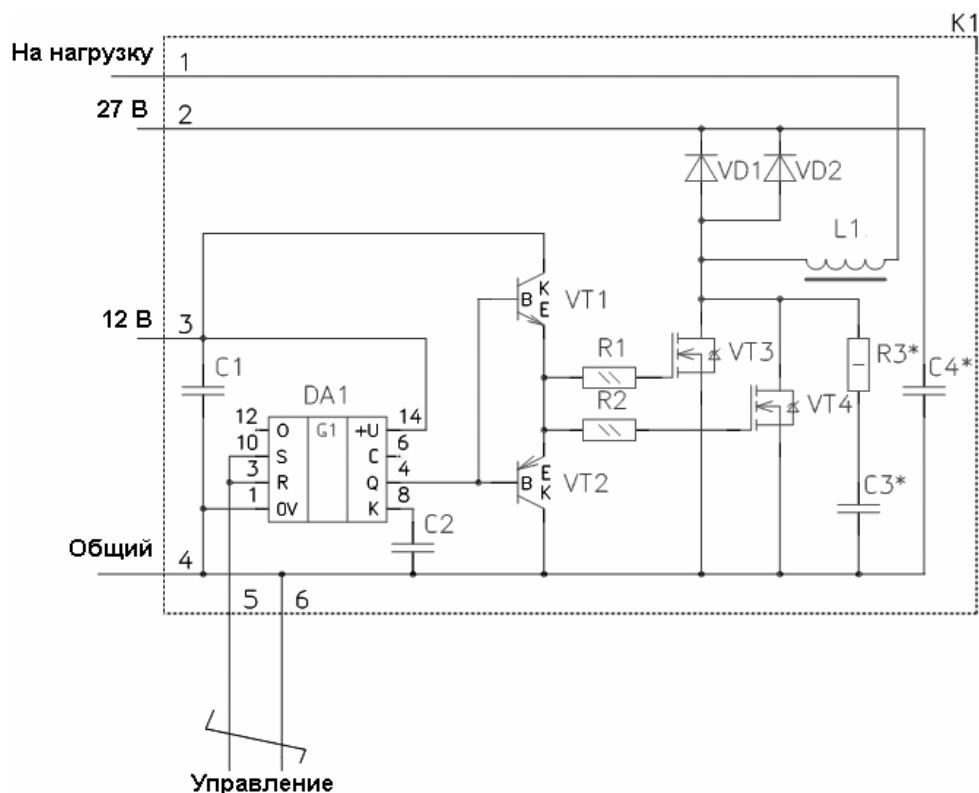 K1
На нагрузку
1
27 В
2
VD1
VD2
L1
K
B
E
VT1
12 В
3
C1
R1
VT3
R3*
C4*
DA1
R2
VT4
12
O
G1
+U
14
10
S
C
6
3
R
Q
4
1
0V
K
8
E
B
K
VT2
C2
C3*
Общий
4
5
6
Управление